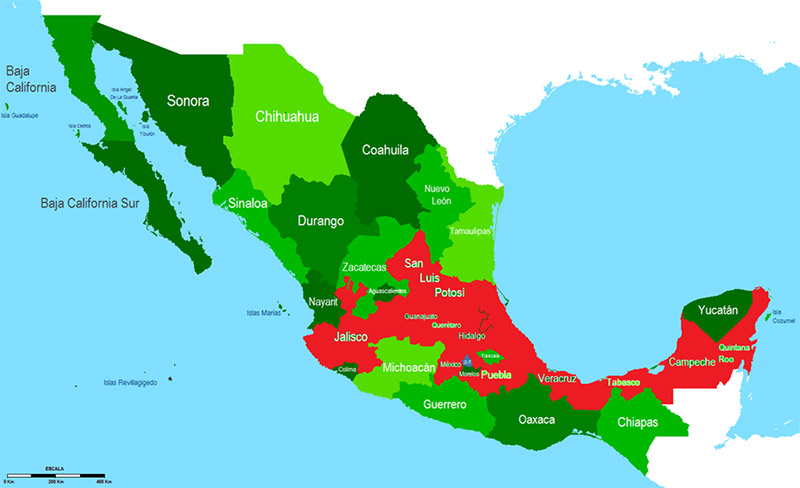 Baja
California
Isla Guadalupe
Isla Angel
De La Guarda
Isla Cedros
Isla
Tiburón
Sonora
Chihuahua
Coahuila
Baja California Sur
Sinaloa
Durango
Nuevo
León
Tamaulipas
Zacatecas
San
Luis
Potosí
Aguascalientes
Nayarit
Islas Marías
Guanajuato
Querétaro
Hidalgo
Jalisco
Yucatán
Isla
Cozumel
Quintana
Roo
Campeche
Colima
Michoacán
México
D.F.
Tlaxcala
Morelos
Puebla
Veracruz
Tabasco
Islas Revillagigedo
Guerrero
Oaxaca
Chiapas
ESCALA
0 Km
200 Km
400 Km